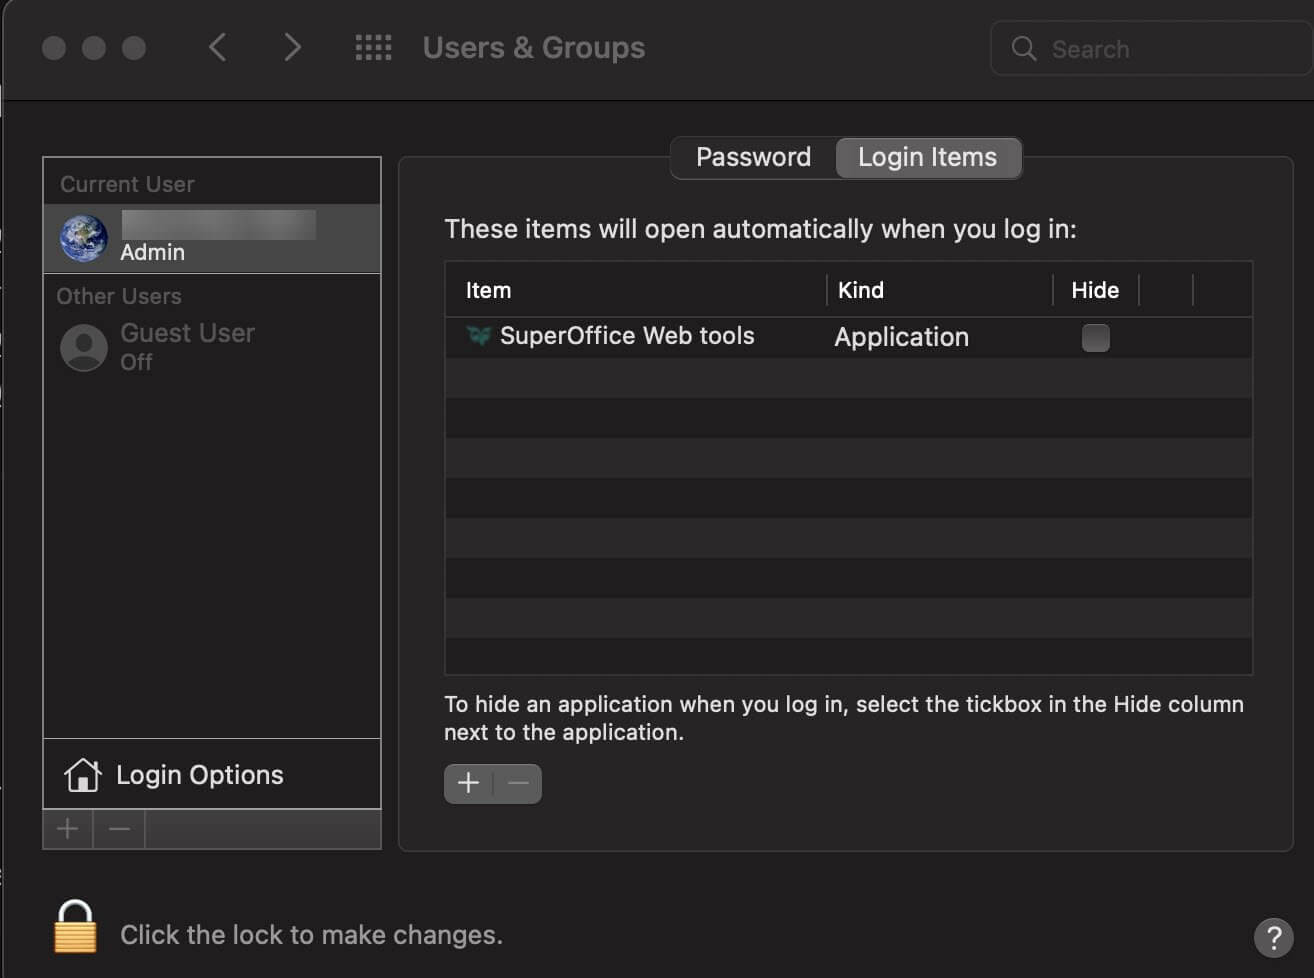 Users & Groups
Search
Password
Login Items
Current User
Admin
Other Users
Guest User
Off
Login Options
These items will open automatically when you log in:
Item
Kind
Hide
SuperOffice Web tools
Application
To hide an application when you log in, select the tickbox in the Hide column
next to the application.
Click the lock to make changes.
?